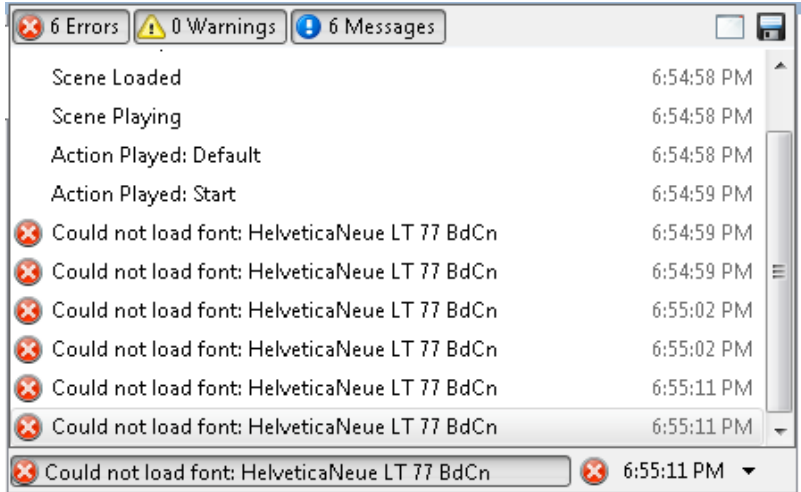 6 Errors 0 Warnings 6 Messages
Scene Loaded 6:54:58 PM
Scene Playing 6:54:58 PM
Action Played: Default 6:54:58 PM
Action Played: Start 6:54:59 PM
Could not load font: HelveticaNeue LT 77 BdCn 6:54:59 PM
Could not load font: HelveticaNeue LT 77 BdCn 6:54:59 PM
Could not load font: HelveticaNeue LT 77 BdCn 6:55:02 PM
Could not load font: HelveticaNeue LT 77 BdCn 6:55:02 PM
Could not load font: HelveticaNeue LT 77 BdCn 6:55:11 PM
Could not load font: HelveticaNeue LT 77 BdCn 6:55:11 PM
Could not load font: HelveticaNeue LT 77 BdCn 6:55:11 PM